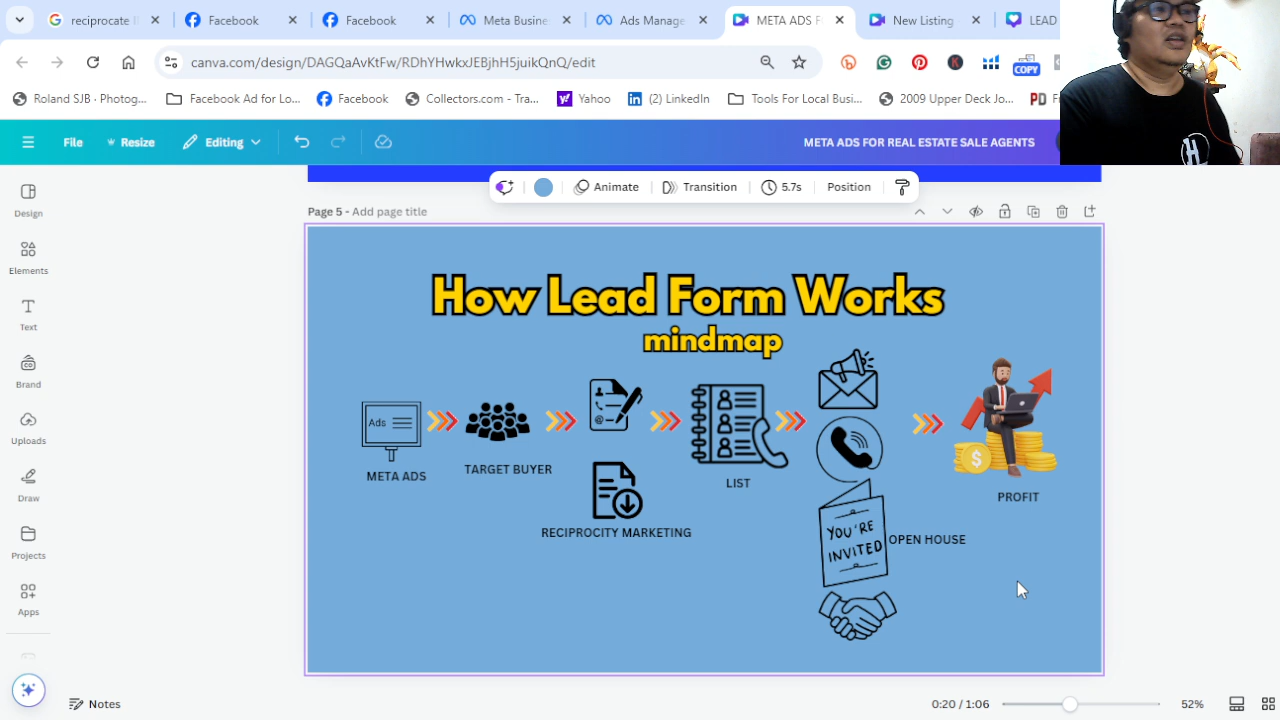 reciprocate l
Facebook
Facebook
Meta Busine
Ads Manage
META ADS F
New Listing
LEAD
canva.com/design/DAGQaRvKtFw/RDhYHwkxJEBjhH5juikQnQ/edit
COPY
Roland SJB · Photog...
Facebook Ad for Lo...
Facebook
Collectors.com - Tra...
Yahoo
(2) LinkedIn
Tools For Local Busi...
2009 Upper Deck Jo...
PD
File
Resize
Editing
META ADS FOR REAL ESTATE SALE AGENTS
Animate
Transition
5.7s
Position
Page 5 - Add page title
Design
Elements
Text
Brand
Uploads
Draw
Projects
Apps
How Lead Form Works
mindmap
Ads
META ADS
TARGET BUYER
RECIPROCITY MARKETING
LIST
YOU'RE
INVITED
OPEN HOUSE
PROFIT
Notes
0:20 / 1:06
52%